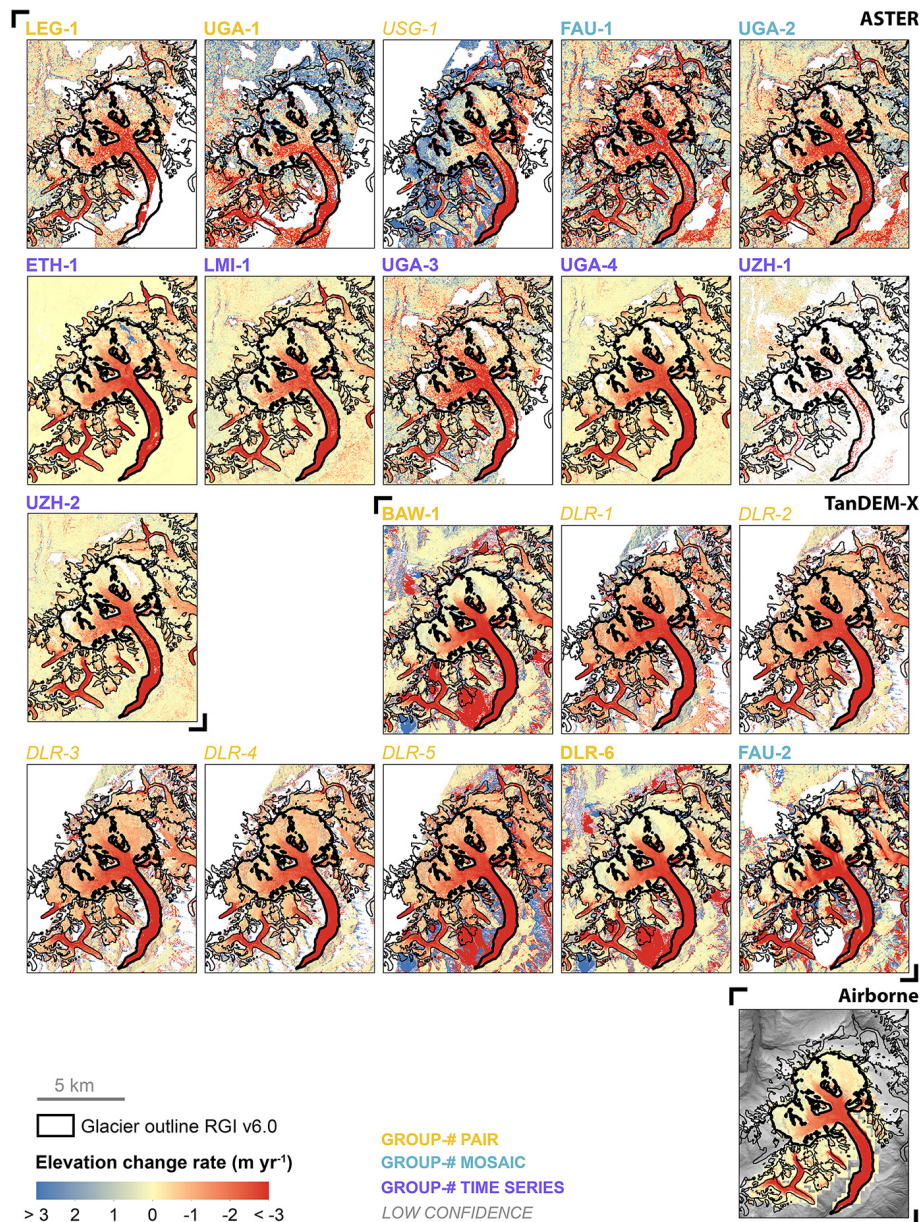 ASTER
LEG-1 UGA-1 USG-1 FAU-1 UGA-2
ETH-1 LMI-1 UGA-3 UGA-4 UZH-1
UZH-2 TanDEM-X
BAW-1 DLR-1 DLR-2
DLR-3 DLR-4 DLR-5 DLR-6 FAU-2
Airborne
5 km
Glacier outline RGI v6.0
Elevation change rate (m yr⁻¹)
> 3 2 1 0 -1 -2 < -3
GROUP-# PAIR
GROUP-# MOSAIC
GROUP-# TIME SERIES
LOW CONFIDENCE